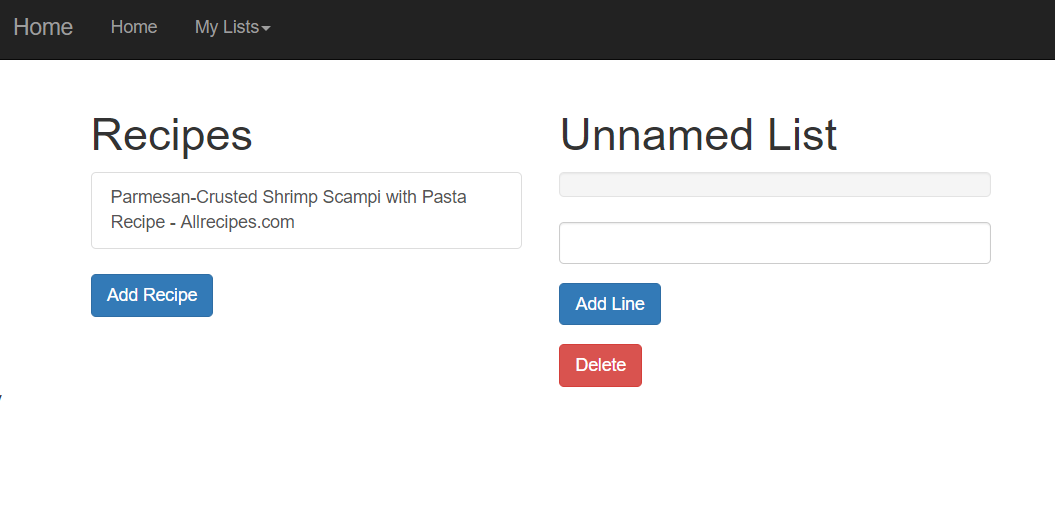 Home Home My Lists
Recipes
Parmesan-Crusted Shrimp Scampi with Pasta
Recipe - Allrecipes.com
Add Recipe
Unnamed List
Add Line
Delete